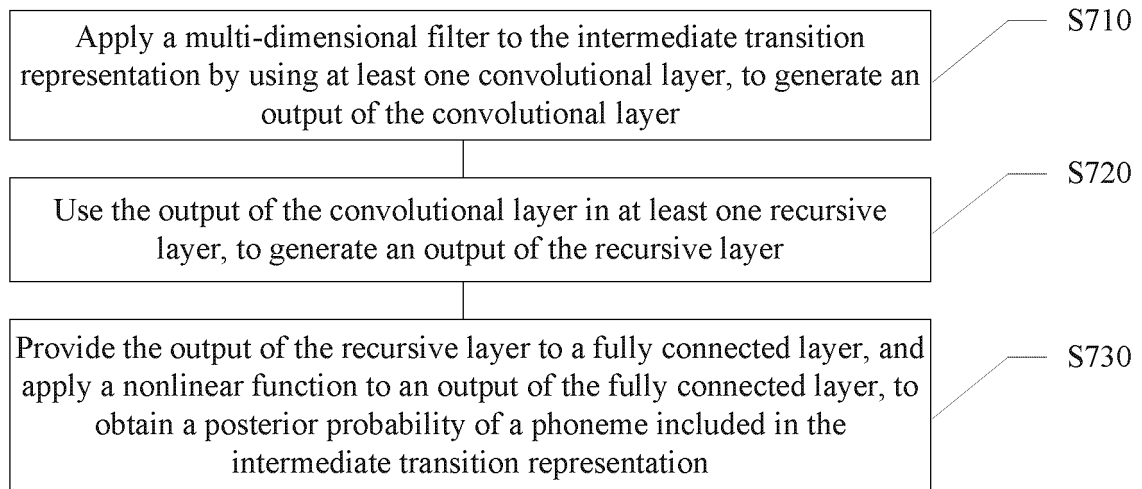 Apply a multi-dimensional filter to the intermediate transition
representation by using at least one convolutional layer, to generate an
output of the convolutional layer
S710
Use the output of the convolutional layer in at least one recursive
layer, to generate an output of the recursive layer
S720
Provide the output of the recursive layer to a fully connected layer, and
apply a nonlinear function to an output of the fully connected layer, to
obtain a posterior probability of a phoneme included in the
intermediate transition representation
S730